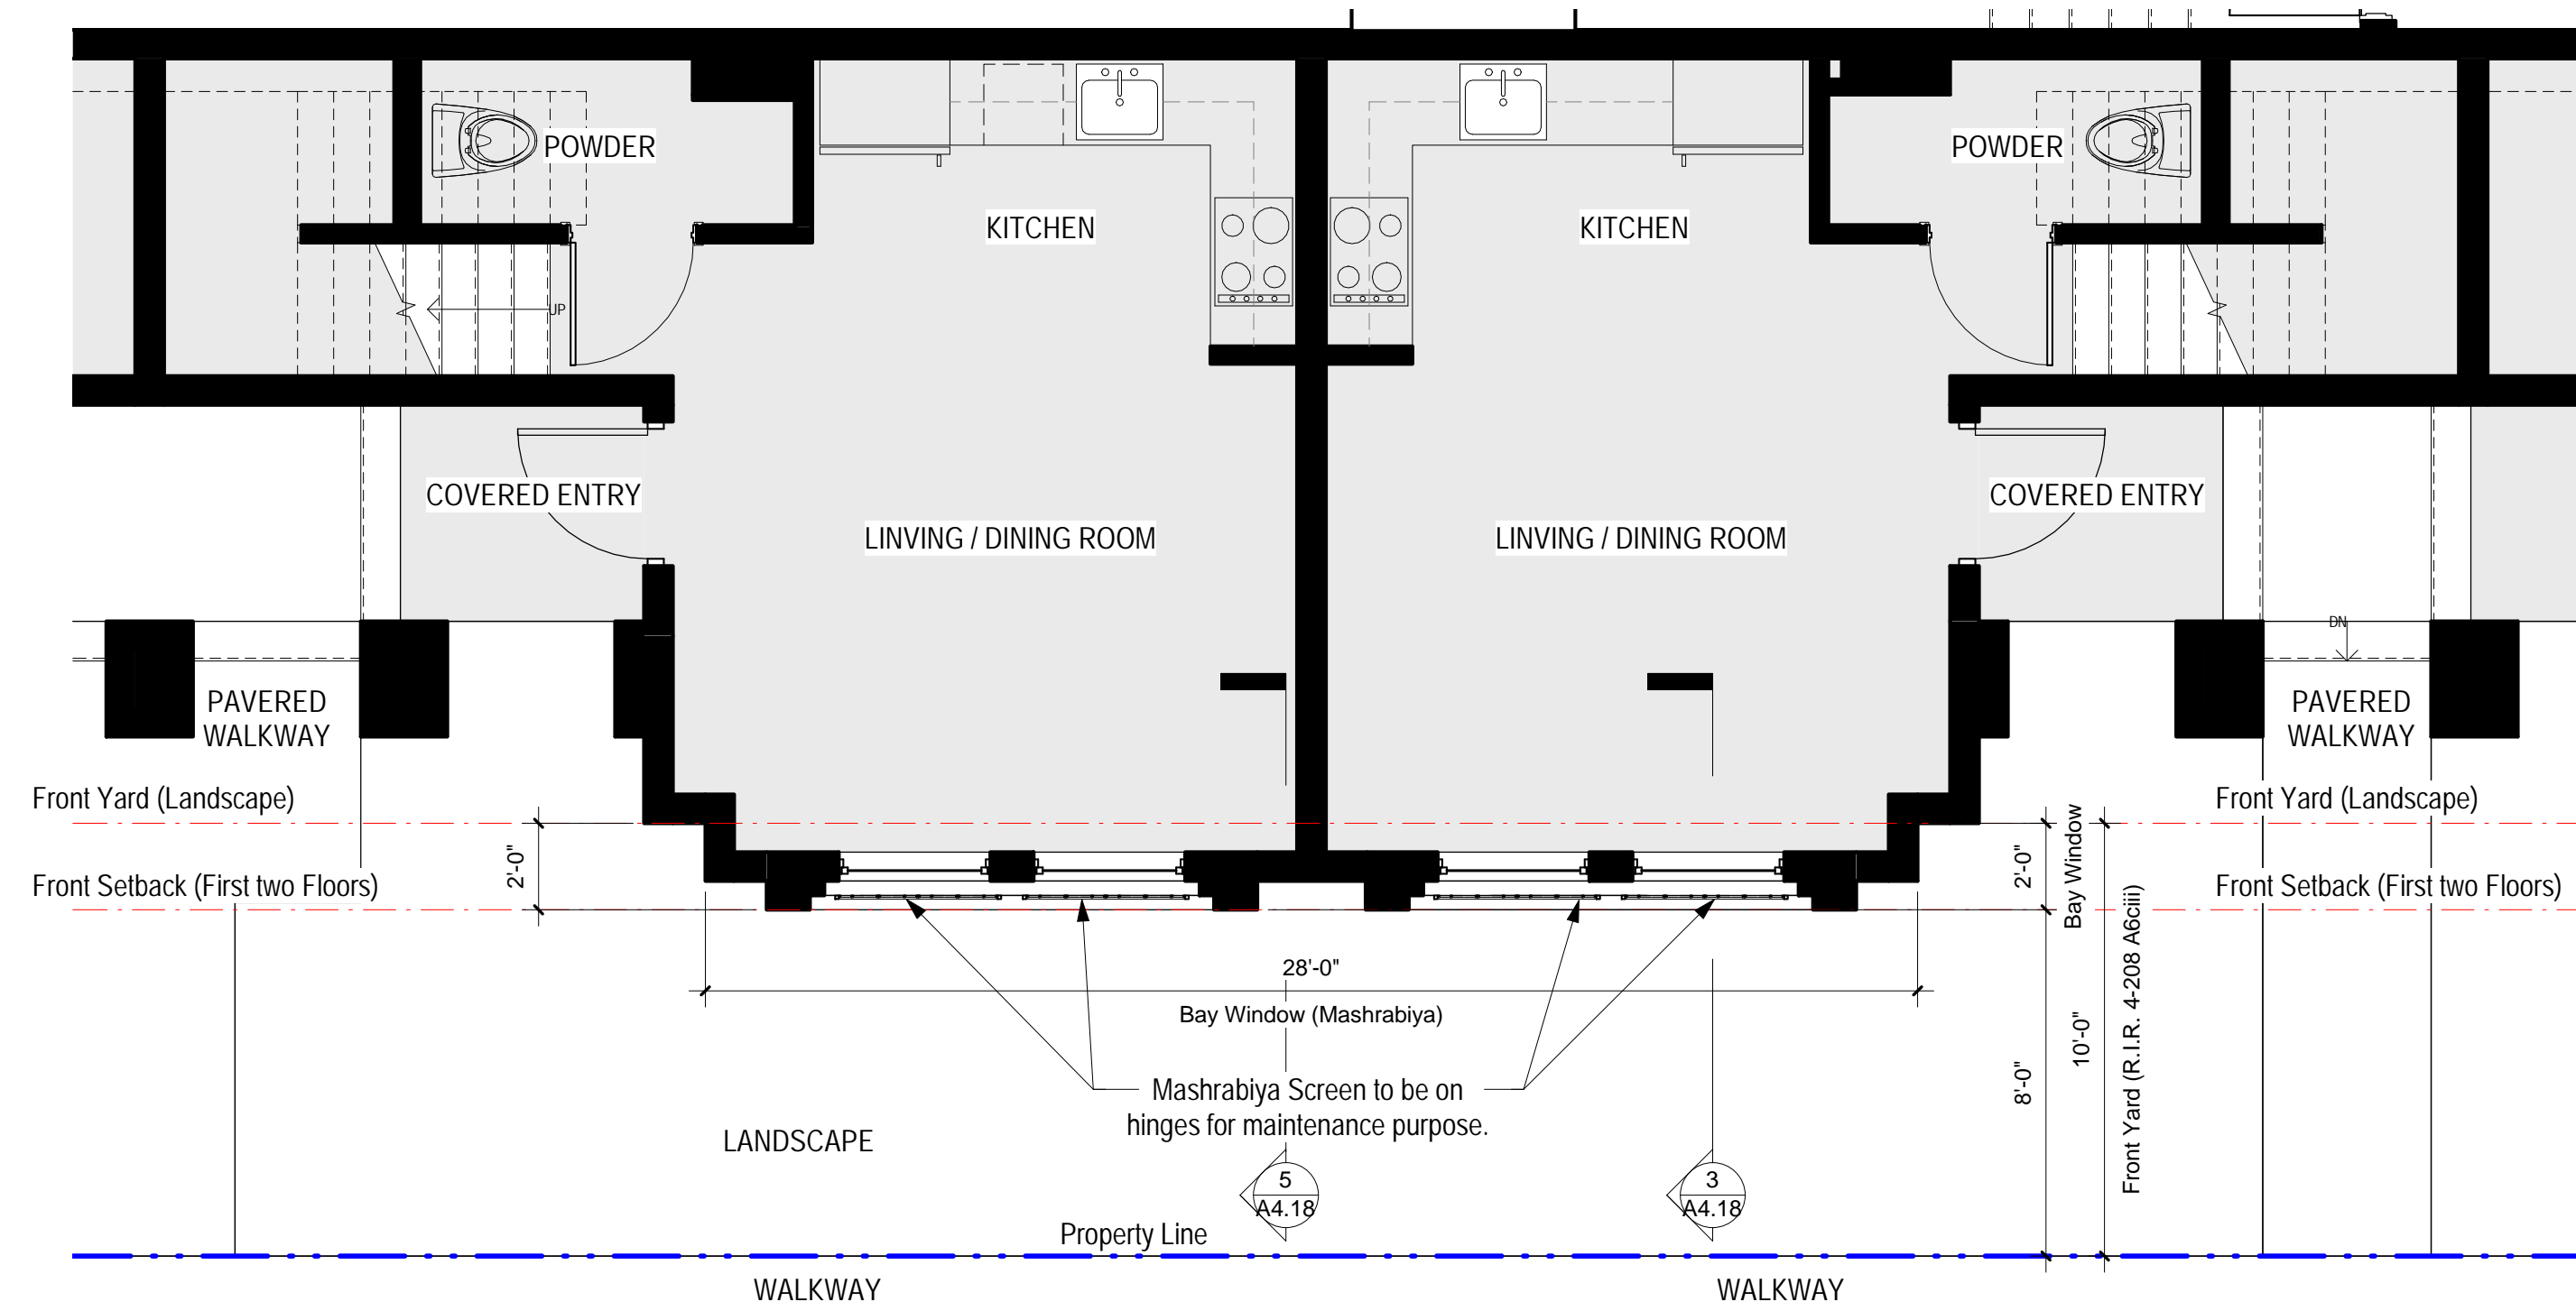 POWDER
POWDER
KITCHEN
KITCHEN
UP
COVERED ENTRY
COVERED ENTRY
LINVING / DINING ROOM
LINVING / DINING ROOM
DN
PAVERED
WALKWAY
PAVERED
WALKWAY
Front Yard (Landscape)
Front Yard (Landscape)
2'-0"
2'-0"
Bay Window
Front Setback (First two Floors)
Front Setback (First two Floors)
28'-0"
Bay Window (Mashrabiya)
8'-0"
10'-0"
Front Yard (R.I.R. 4-208 A6ciii)
Mashrabiya Screen to be on
hinges for maintenance purpose.
LANDSCAPE
5
A4.18
3
A4.18
Property Line
WALKWAY
WALKWAY